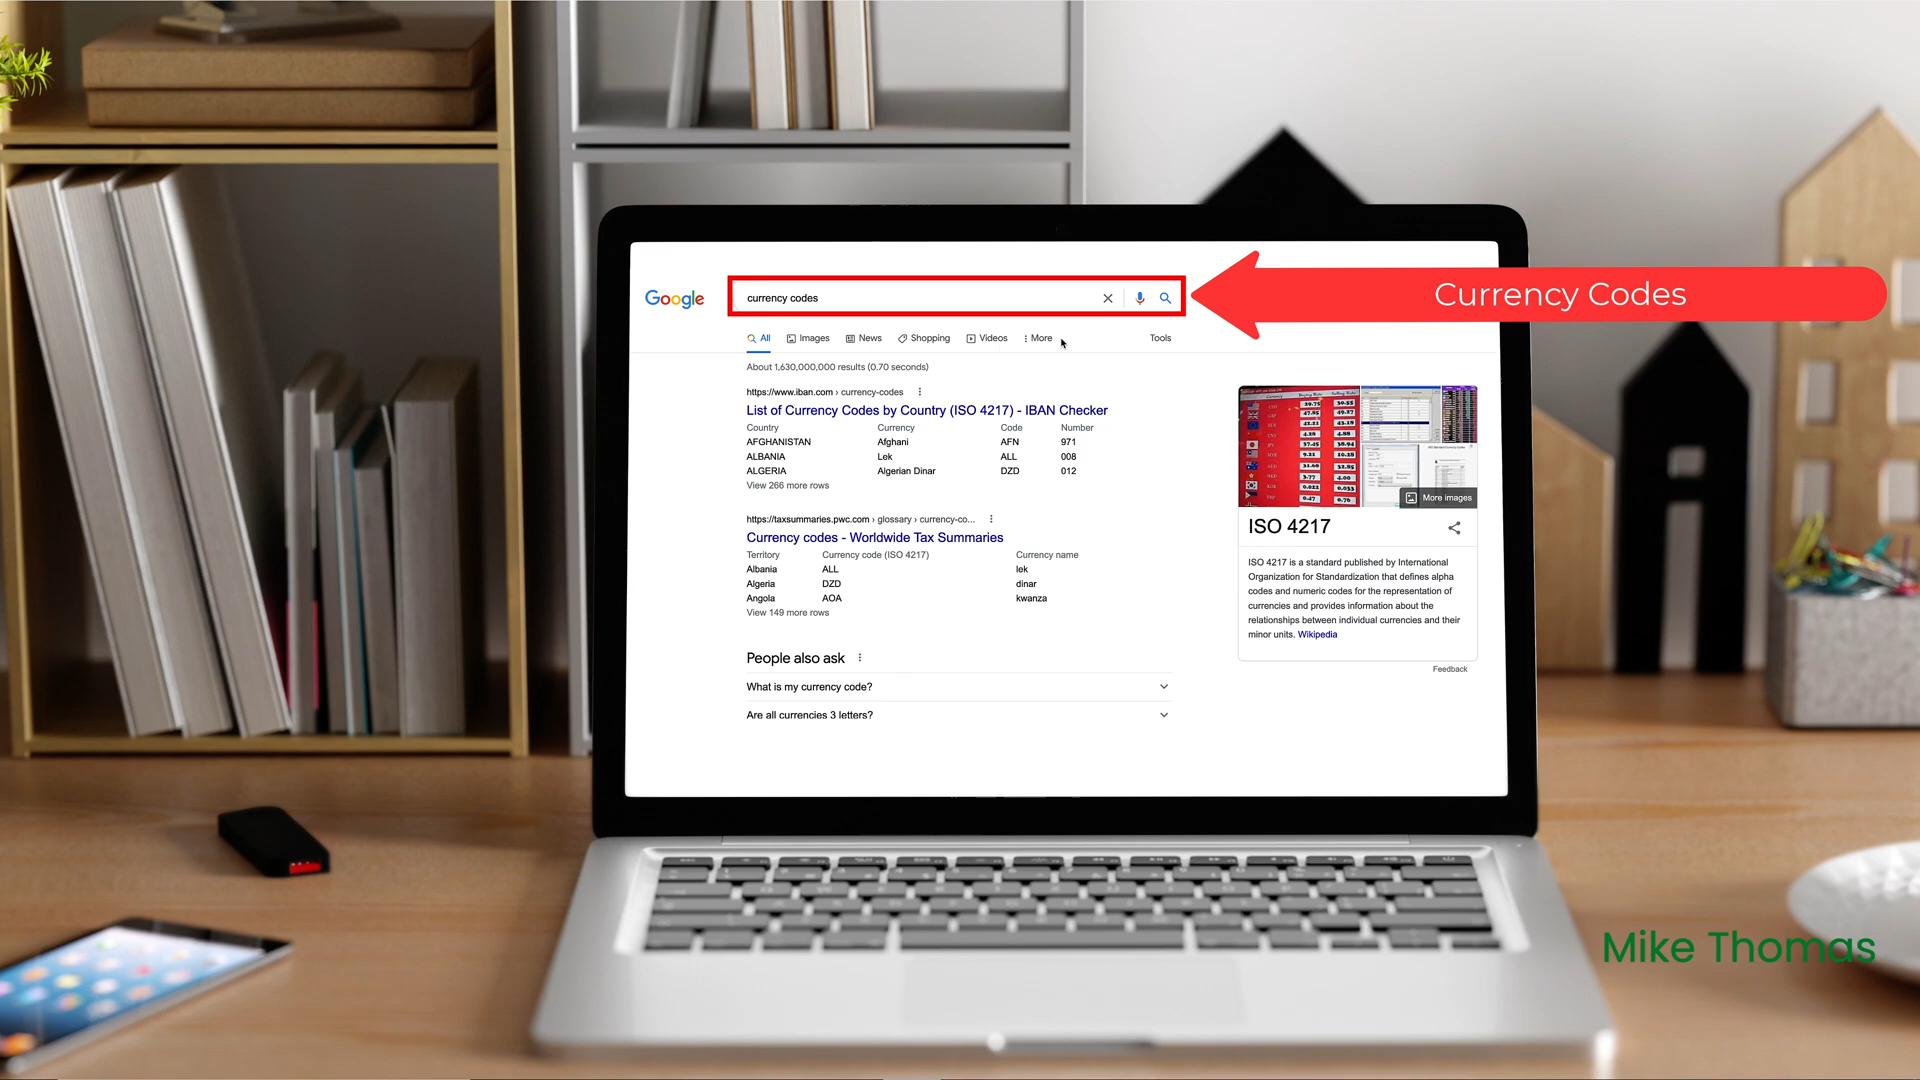 Google
currency codes
Currency Codes
All Images News Shopping Videos More Tools
About 1,630,000,000 results (0.70 seconds)
https://www.iban.com › currency-codes
List of Currency Codes by Country (ISO 4217) - IBAN Checker
Country Currency Code Number
AFGHANISTAN Afghani AFN 971
ALBANIA Lek ALL 008
ALGERIA Algerian Dinar DZD 012
View 266 more rows
https://taxsummaries.pwc.com › glossary › currency-co...
Currency codes - Worldwide Tax Summaries
Territory Currency code (ISO 4217) Currency name
Albania ALL lek
Algeria DZD dinar
Angola AOA kwanza
View 149 more rows
People also ask
What is my currency code?
Are all currencies 3 letters?
More images
ISO 4217
ISO 4217 is a standard published by International
Organization for Standardization that defines alpha
codes and numeric codes for the representation of
currencies and provides information about the
relationships between individual currencies and their
minor units. Wikipedia
Feedback
Mike Thomas